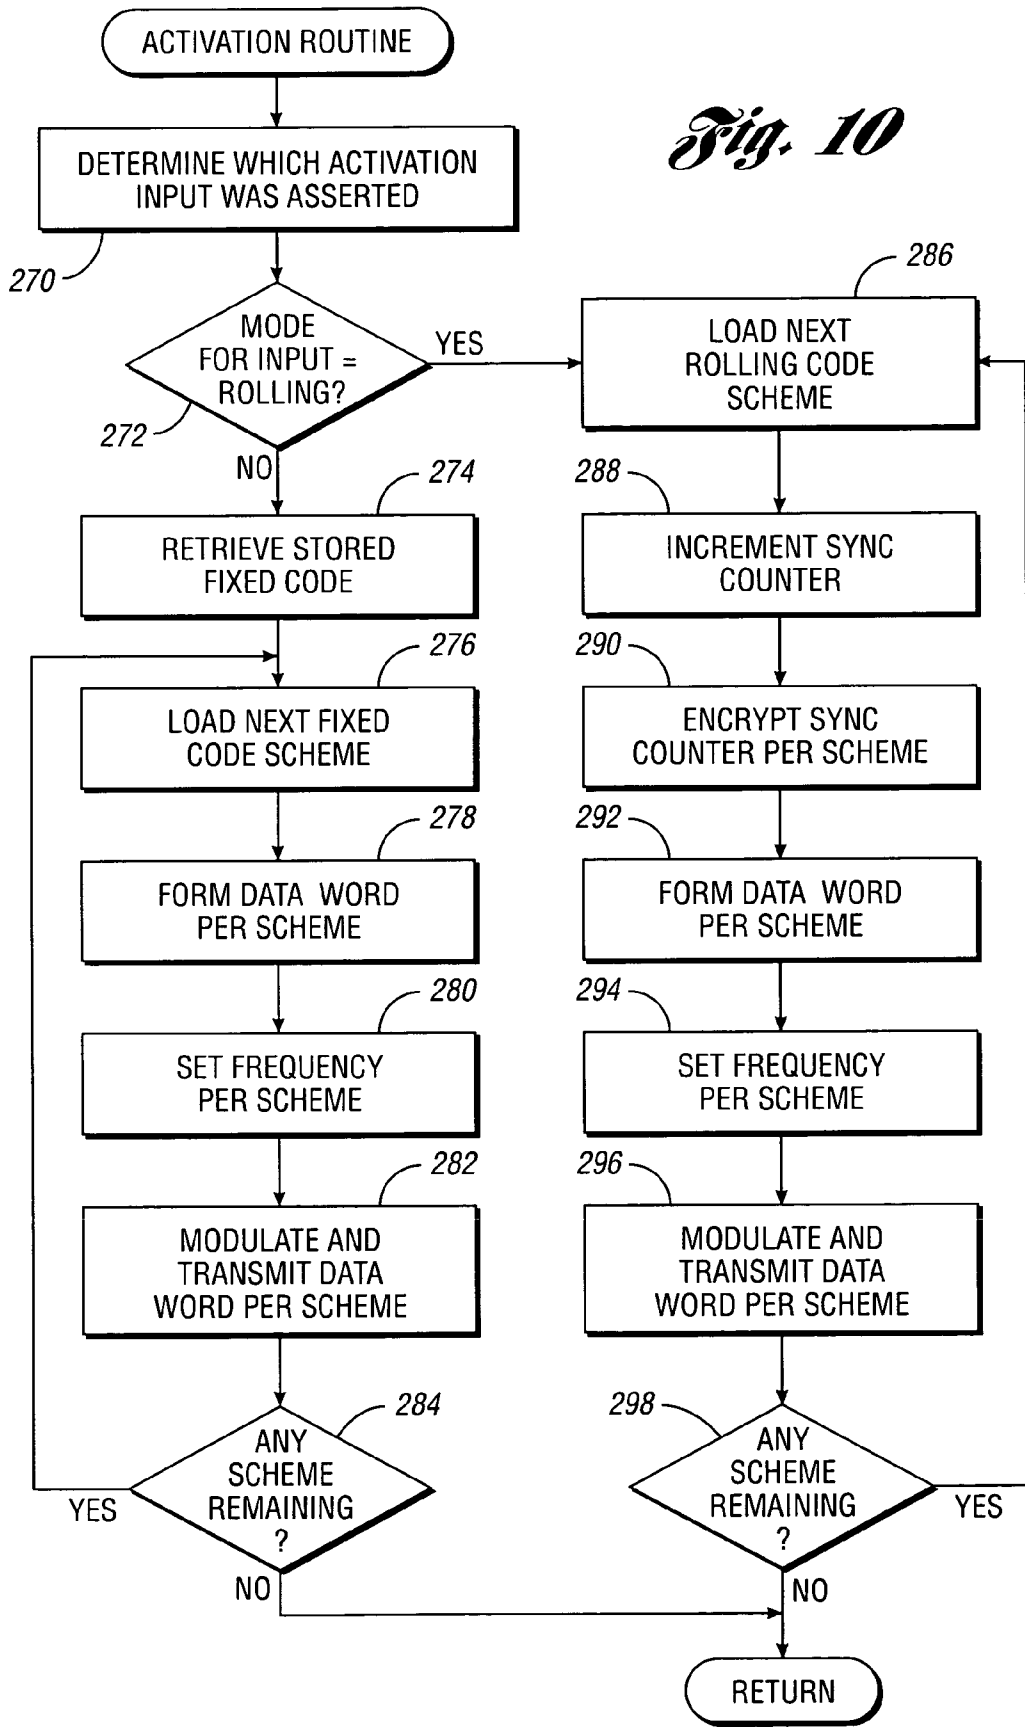 ACTIVATION ROUTINE
Fig. 10
DETERMINE WHICH ACTIVATION
INPUT WAS ASSERTED
270
MODE
FOR INPUT =
ROLLING?
272
YES
NO
274
RETRIEVE STORED
FIXED CODE
276
LOAD NEXT FIXED
CODE SCHEME
278
FORM DATA WORD
PER SCHEME
280
SET FREQUENCY
PER SCHEME
282
MODULATE AND
TRANSMIT DATA
WORD PER SCHEME
284
ANY
SCHEME
REMAINING
?
YES
NO
286
LOAD NEXT
ROLLING CODE
SCHEME
288
INCREMENT SYNC
COUNTER
290
ENCRYPT SYNC
COUNTER PER SCHEME
292
FORM DATA WORD
PER SCHEME
294
SET FREQUENCY
PER SCHEME
296
MODULATE AND
TRANSMIT DATA
WORD PER SCHEME
298
ANY
SCHEME
REMAINING
?
YES
NO
RETURN